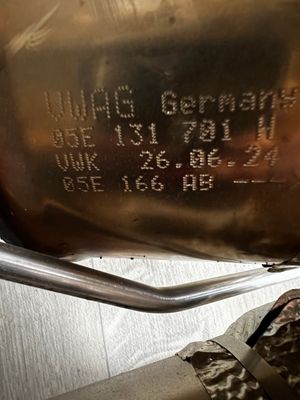 VWAG Germany
05E 131 701 N
VWK 26.06.24
05E 166 AB ---